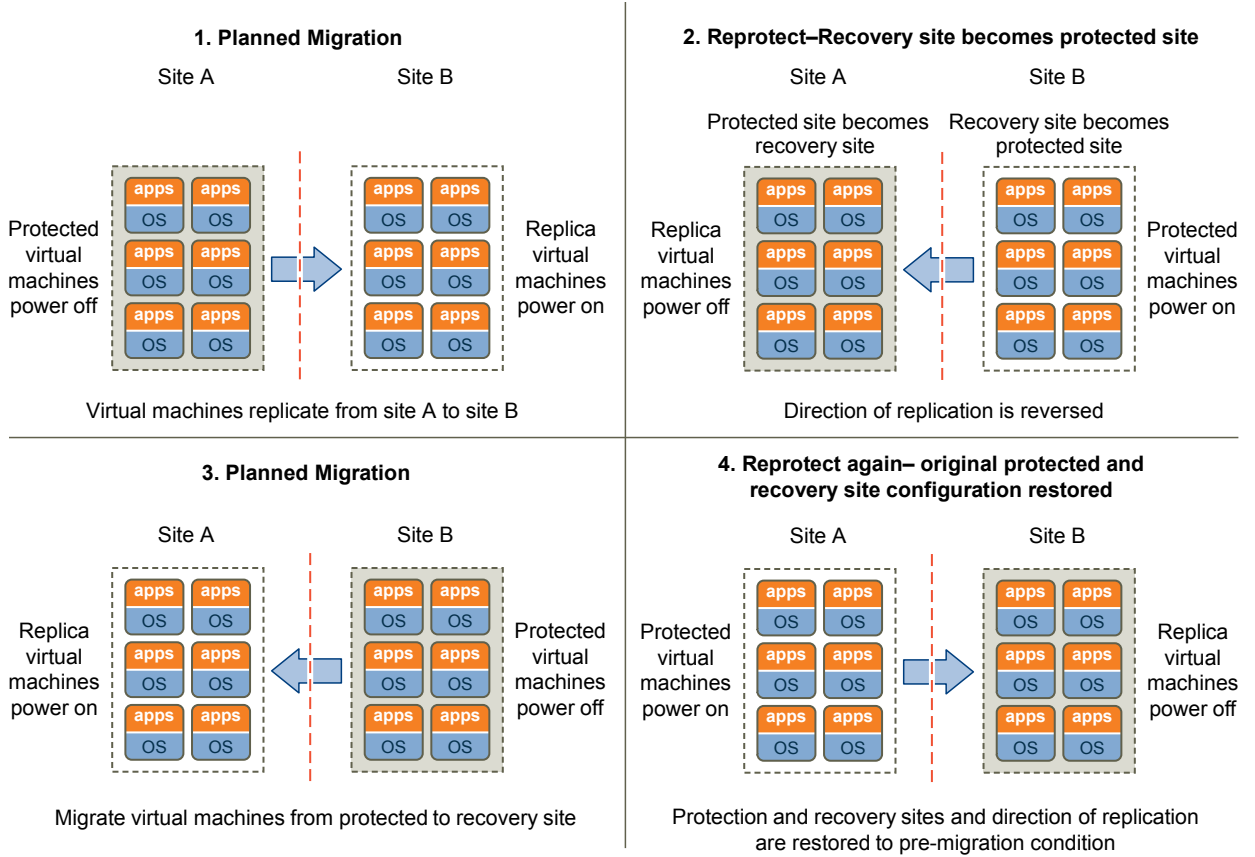 1. Planned Migration
Site A
Site B
Protected
virtual
machines
power off
apps apps
OS OS
apps apps
OS OS
apps apps
OS OS
apps apps
OS OS
apps apps
OS OS
apps apps
OS OS
Replica
virtual
machines
power on
Virtual machines replicate from site A to site B
2. Reprotect–Recovery site becomes protected site
Site A
Site B
Protected site becomes
recovery site
Recovery site becomes
protected site
Replica
virtual
machines
power off
apps apps
OS OS
apps apps
OS OS
apps apps
OS OS
apps apps
OS OS
apps apps
OS OS
apps apps
OS OS
Protected
virtual
machines
power on
Direction of replication is reversed
3. Planned Migration
Site A
Site B
Replica
virtual
machines
power on
apps apps
OS OS
apps apps
OS OS
apps apps
OS OS
apps apps
OS OS
apps apps
OS OS
apps apps
OS OS
Protected
virtual
machines
power off
Migrate virtual machines from protected to recovery site
4. Reprotect again– original protected and
recovery site configuration restored
Site A
Site B
Protected
virtual
machines
power on
apps apps
OS OS
apps apps
OS OS
apps apps
OS OS
apps apps
OS OS
apps apps
OS OS
apps apps
OS OS
Replica
virtual
machines
power off
Protection and recovery sites and direction of replication
are restored to pre-migration condition